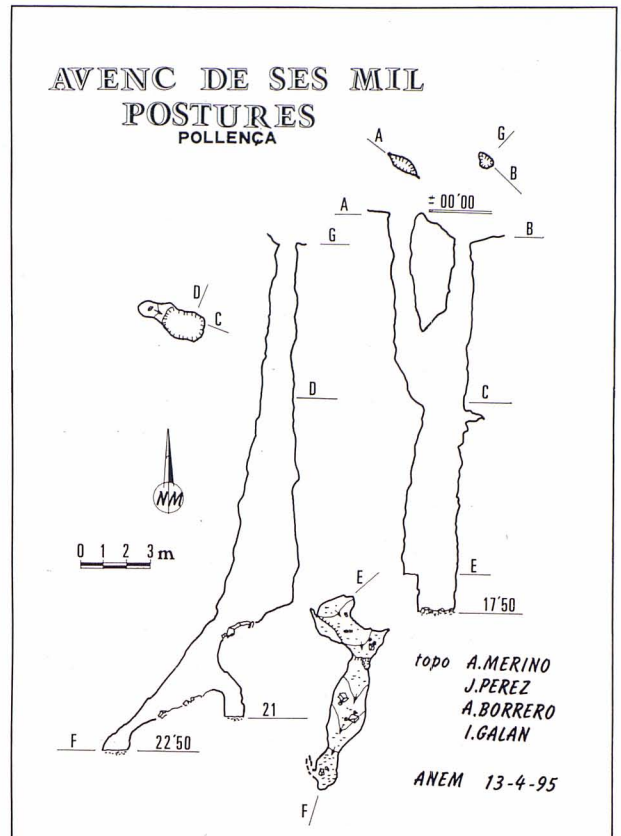 AVENC DE SES MIL
POSTURES
POLLENÇA
A
G
B
± 00'00
A
G
B
D
C
D
C
NM
0 1 2 3 m
E
E
17'50
topo A.MERINO
J.PEREZ
A.BORRERO
I.GALAN
21
F
22'50
ANEM 13-4-95
F